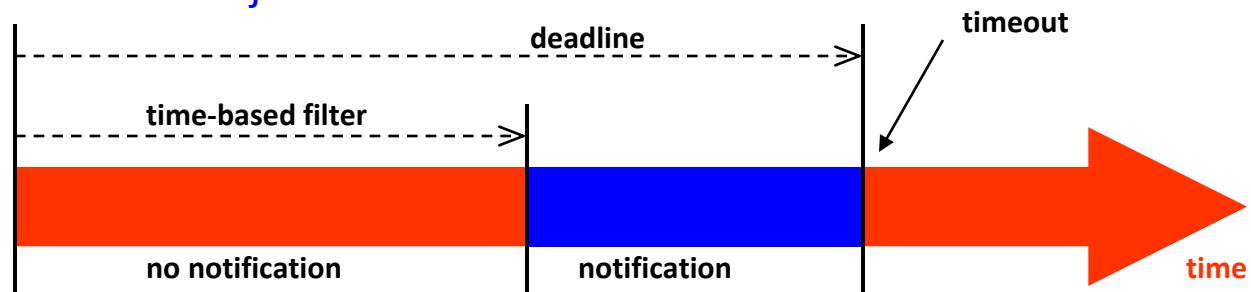 timeout
deadline
time-based filter
no notification
notification
time